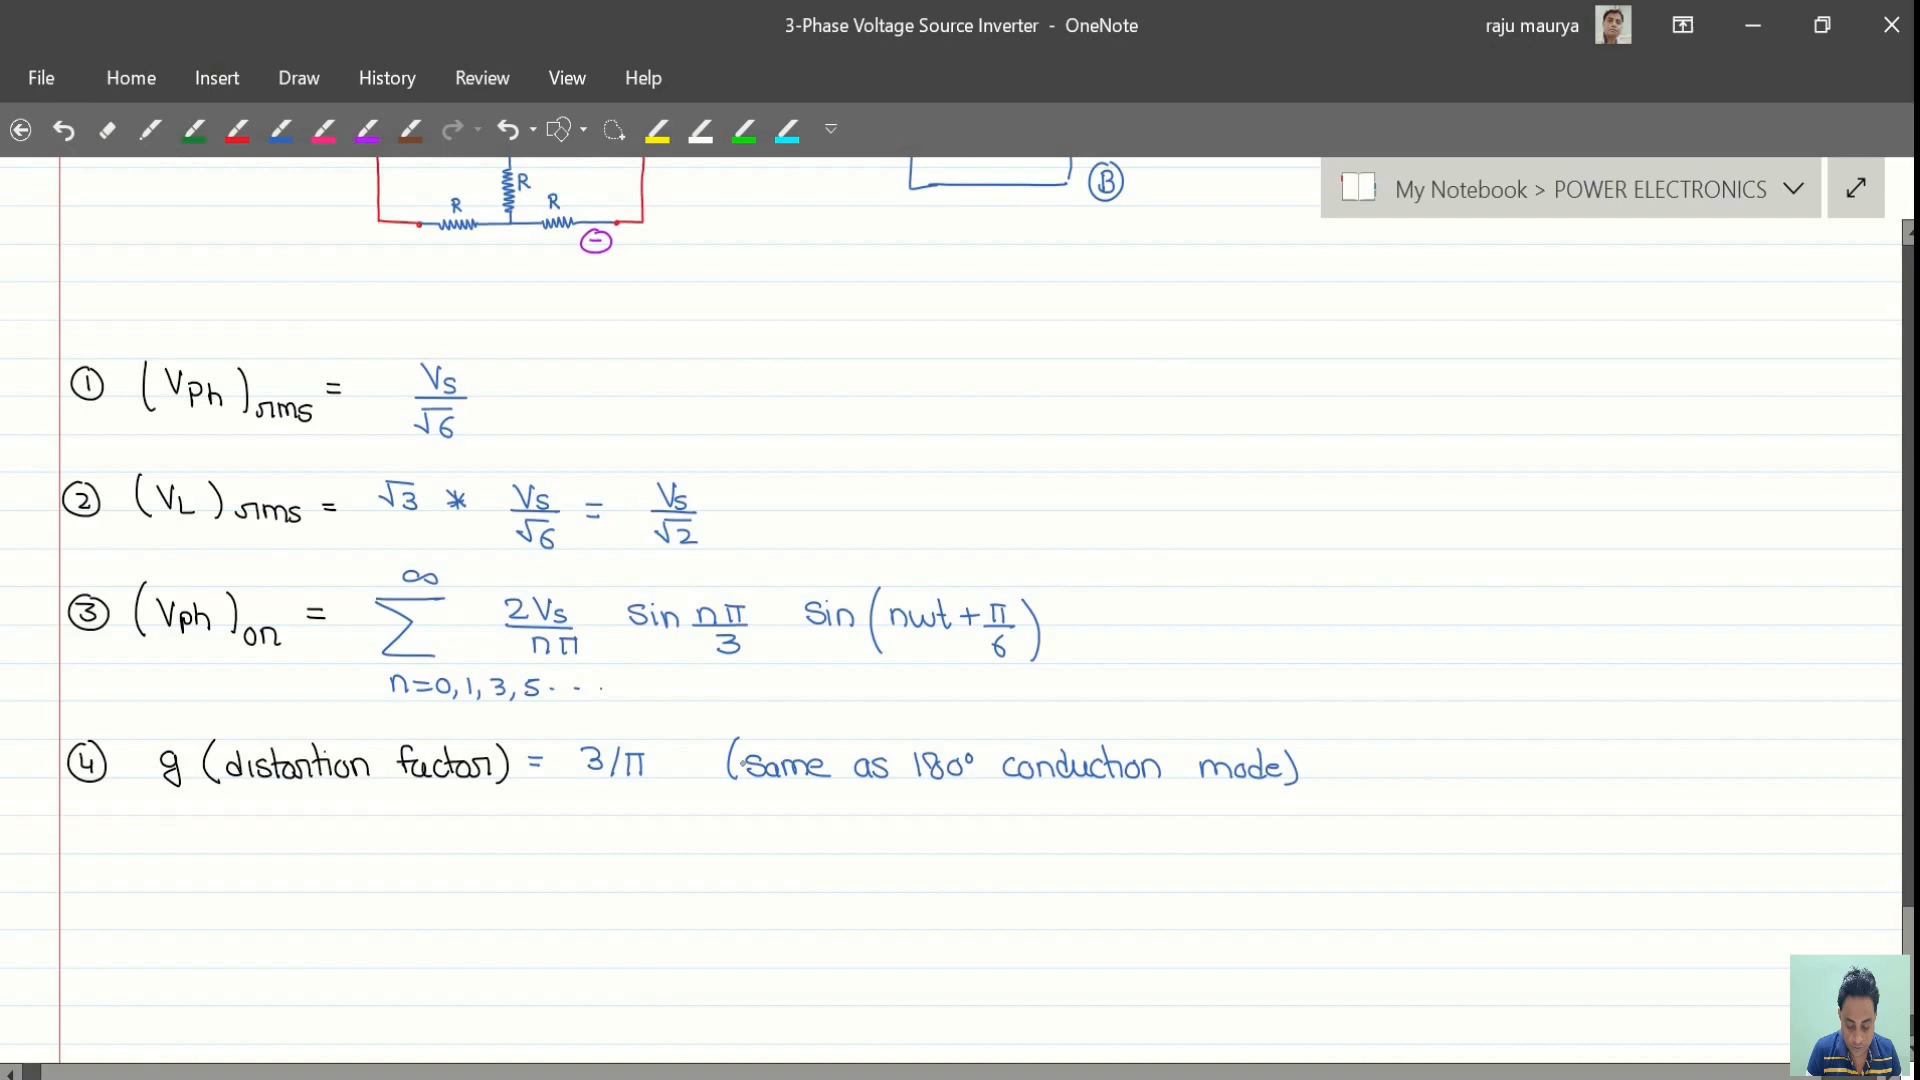 3-Phase Voltage Source Inverter - OneNote
raju maurya
File Home Insert Draw History Review View Help
My Notebook > POWER ELECTRONICS
R
R R
B
① (VPh)rms = Vs/√6
② (VL)rms = √3 * Vs/√6 = Vs/√2
③ (Vph)on = ∞∑n=0,1,3,5... 2Vs/nπ Sin nπ/3 Sin(nwt + π/6)
④ g (distortion factor) = 3/π (same as 180° conduction mode)